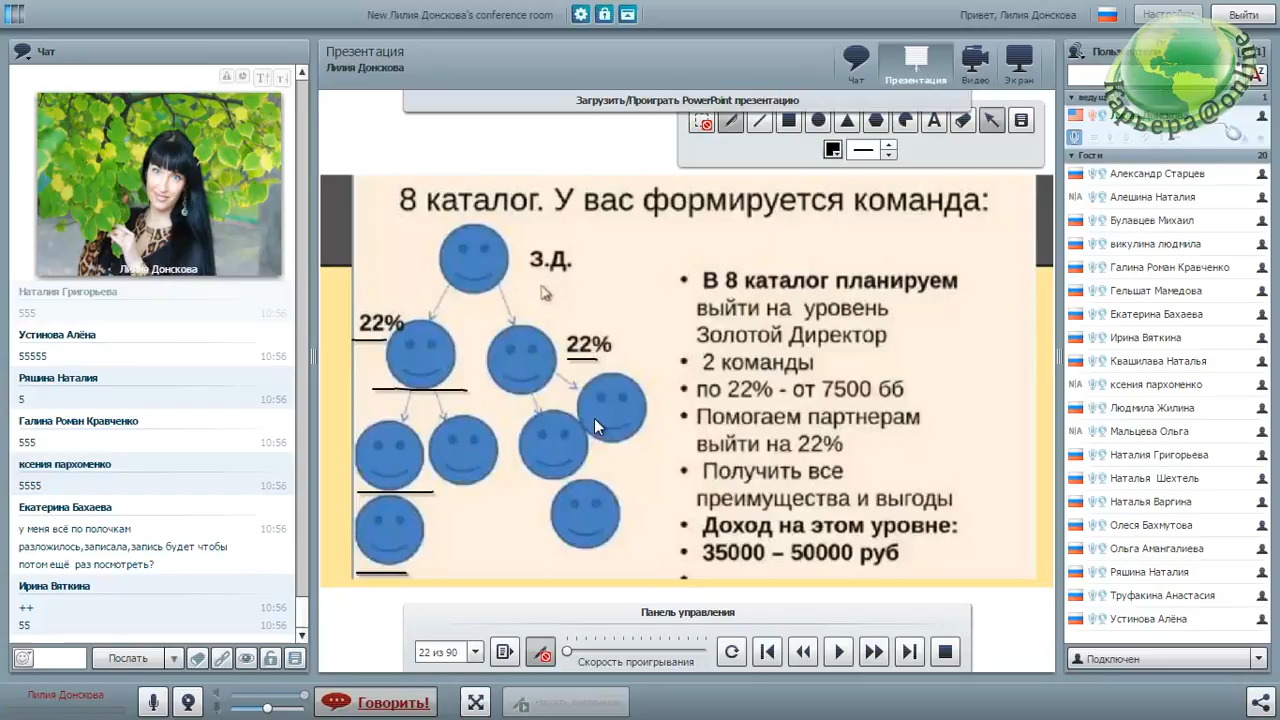 New Лилия Донскова's conference room
Привет, Лилия Донскова
Настройки
Выйти
Чат
Лилия Донскова
Наталия Григорьева
555
10:56
Устинова Алёна
55555
10:56
Ряшина Наталия
5
10:56
Галина Роман Кравченко
555
10:56
ксения пархоменко
5555
10:56
Екатерина Бахаева
у меня всё по полочкам
10:56
разложилось,записала,запись будет чтобы
потом ещё раз посмотреть?
Ирина Вяткина
++
10:56
55
10:56
Послать
Презентация
Лилия Донскова
Чат
Презентация
Видео
Экран
Загрузить/Проиграть PowerPoint презентацию
8 каталог. У вас формируется команда:
З.Д.
22%
22%
• В 8 каталог планируем
выйти на уровень
Золотой Директор
• 2 команды
• по 22% - от 7500 бб
• Помогаем партнерам
выйти на 22%
• Получить все
преимущества и выгоды
• Доход на этом уровне:
• 35000 – 50000 руб
Панель управления
22 из 90
Скорость проигрывания
карьера@online
Гости
20
Александр Старцев
N/A Алешина Наталия
Булавцев Михаил
викулина людмила
Галина Роман Кравченко
Гельшат Мамедова
Екатерина Бахаева
Ирина Вяткина
Квашилава Наталья
N/A ксения пархоменко
Людмила Жилина
N/A Мальцева Ольга
Наталия Григорьева
Наталья Шехтель
Наталья Варгина
Олеся Бахмутова
Ольга Амангалиева
Ряшина Наталия
Труфакина Анастасия
Устинова Алёна
Подключен
Лилия Донскова
Говорить!